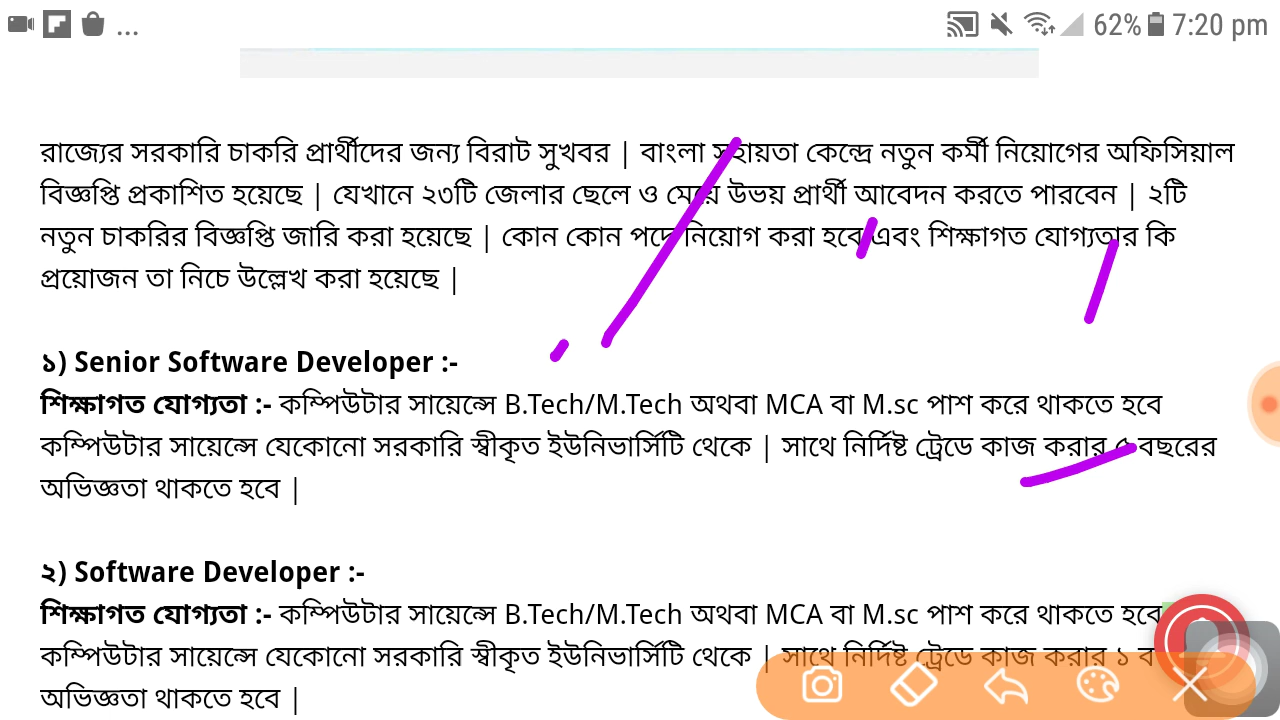 ... 62% 7:20 pm
রাজ্যের সরকারি চাকরি প্রার্থীদের জন্য বিরাট সুখবর | বাংলা সহায়তা কেন্দ্রে নতুন কর্মী নিয়োগের অফিসিয়াল
বিজ্ঞপ্তি প্রকাশিত হয়েছে | যেখানে ২৩টি জেলার ছেলে ও মেয়ে উভয় প্রার্থী আবেদন করতে পারবেন | ২টি
নতুন চাকরির বিজ্ঞপ্তি জারি করা হয়েছে | কোন কোন পদে নিয়োগ করা হবে এবং শিক্ষাগত যোগ্যতার কি
প্রয়োজন তা নিচে উল্লেখ করা হয়েছে |
১) Senior Software Developer :-
শিক্ষাগত যোগ্যতা :- কম্পিউটার সায়েন্সে B.Tech/M.Tech অথবা MCA বা M.sc পাশ করে থাকতে হবে
কম্পিউটার সায়েন্সে যেকোনো সরকারি স্বীকৃত ইউনিভার্সিটি থেকে | সাথে নির্দিষ্ট ট্রেডে কাজ করার ৫ বছরের
অভিজ্ঞতা থাকতে হবে |
২) Software Developer :-
শিক্ষাগত যোগ্যতা :- কম্পিউটার সায়েন্সে B.Tech/M.Tech অথবা MCA বা M.sc পাশ করে থাকতে হবে
কম্পিউটার সায়েন্সে যেকোনো সরকারি স্বীকৃত ইউনিভার্সিটি থেকে | সাথে নির্দিষ্ট ট্রেডে কাজ করার ১
অভিজ্ঞতা থাকতে হবে |